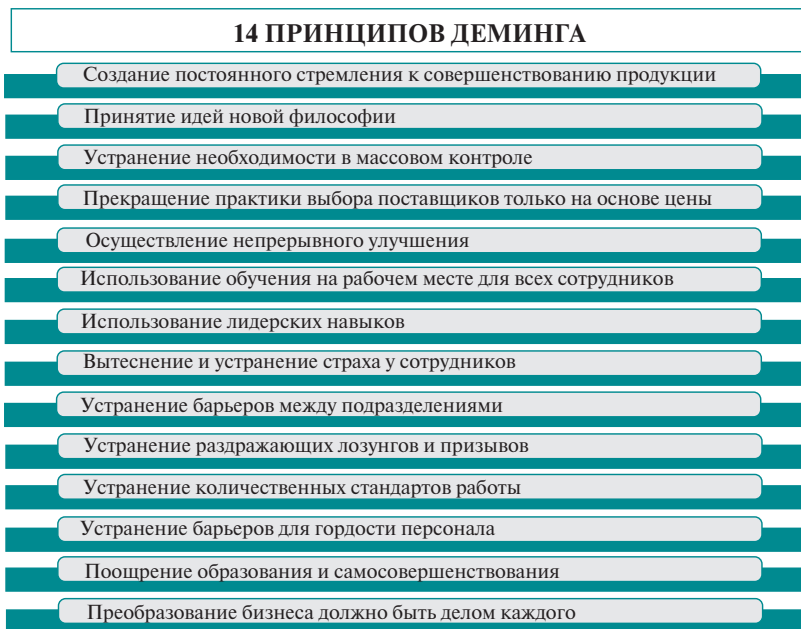 14 ПРИНЦИПОВ ДЕМИНГА
Создание постоянного стремления к совершенствованию продукции
Принятие идей новой философии
Устранение необходимости в массовом контроле
Прекращение практики выбора поставщиков только на основе цены
Осуществление непрерывного улучшения
Использование обучения на рабочем месте для всех сотрудников
Использование лидерских навыков
Вытеснение и устранение страха у сотрудников
Устранение барьеров между подразделениями
Устранение раздражающих лозунгов и призывов
Устранение количественных стандартов работы
Устранение барьеров для гордости персонала
Поощрение образования и самосовершенствования
Преобразование бизнеса должно быть делом каждого